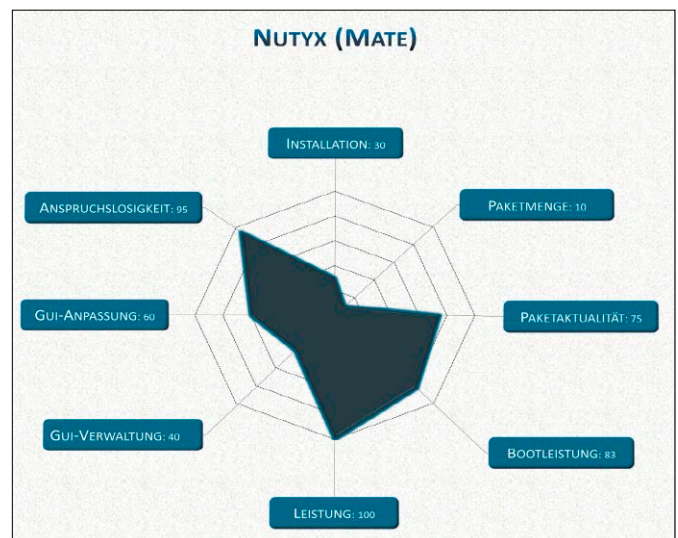 NUTYX (MATE)
INSTALLATION: 30
ANSPRUCHSLOSIGKEIT: 95
PAKETMENGE: 10
GUI-ANPASSUNG: 60
PAKETAKTUALITÄT: 75
GUI-VERWALTUNG: 40
BOOTLEISTUNG: 83
LEISTUNG: 100